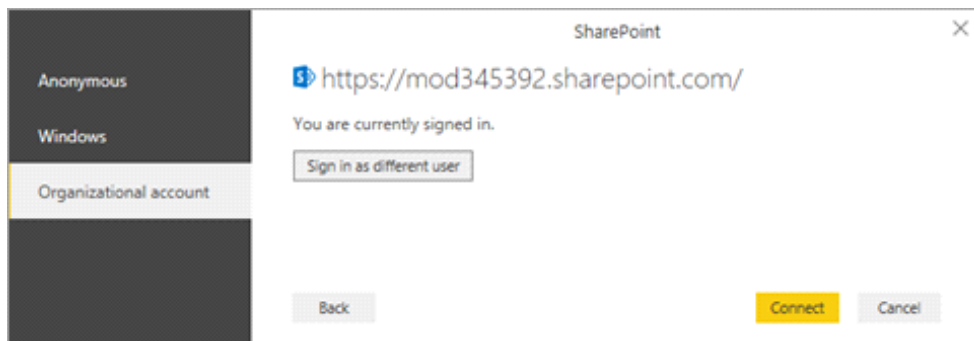 SharePoint
Anonymous
Windows
Organizational account
https://mod345392.sharepoint.com/
You are currently signed in.
Sign in as different user
Back
Connect
Cancel